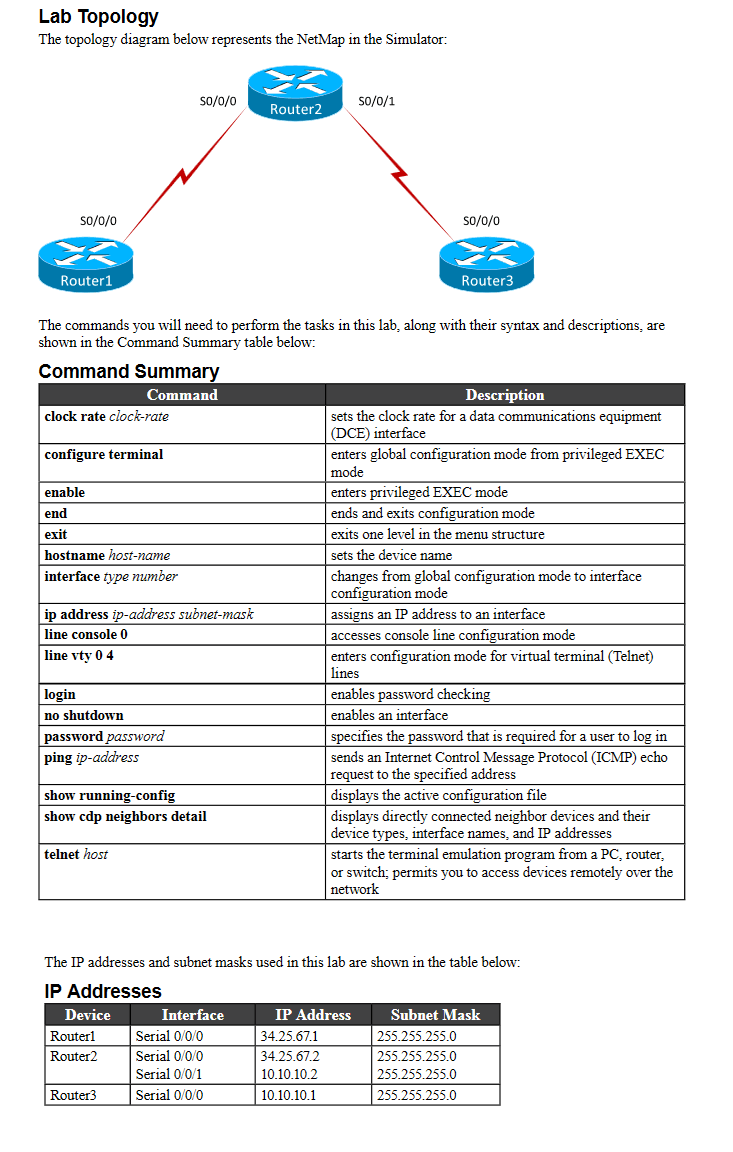 Lab Topology
The topology diagram below represents the NetMap in the Simulator:
S0/0/0
Router2
S0/0/1
S0/0/0
Router1
S0/0/0
Router3
The commands you will need to perform the tasks in this lab, along with their syntax and descriptions, are
shown in the Command Summary table below:
Command Summary
Command Description
clock rate clock-rate sets the clock rate for a data communications equipment
(DCE) interface
configure terminal enters global configuration mode from privileged EXEC
mode
enable enters privileged EXEC mode
end ends and exits configuration mode
exit exits one level in the menu structure
hostname host-name sets the device name
interface type number changes from global configuration mode to interface
configuration mode
ip address ip-address subnet-mask assigns an IP address to an interface
line console 0 accesses console line configuration mode
line vty 0 4 enters configuration mode for virtual terminal (Telnet)
lines
login enables password checking
no shutdown enables an interface
password password specifies the password that is required for a user to log in
ping ip-address sends an Internet Control Message Protocol (ICMP) echo
request to the specified address
show running-config displays the active configuration file
show cdp neighbors detail displays directly connected neighbor devices and their
device types, interface names, and IP addresses
telnet host starts the terminal emulation program from a PC, router,
or switch; permits you to access devices remotely over the
network
The IP addresses and subnet masks used in this lab are shown in the table below:
IP Addresses
Device Interface IP Address Subnet Mask
Router1 Serial 0/0/0 34.25.67.1 255.255.255.0
Router2 Serial 0/0/0 34.25.67.2 255.255.255.0
Serial 0/0/1 10.10.10.2 255.255.255.0
Router3 Serial 0/0/0 10.10.10.1 255.255.255.0